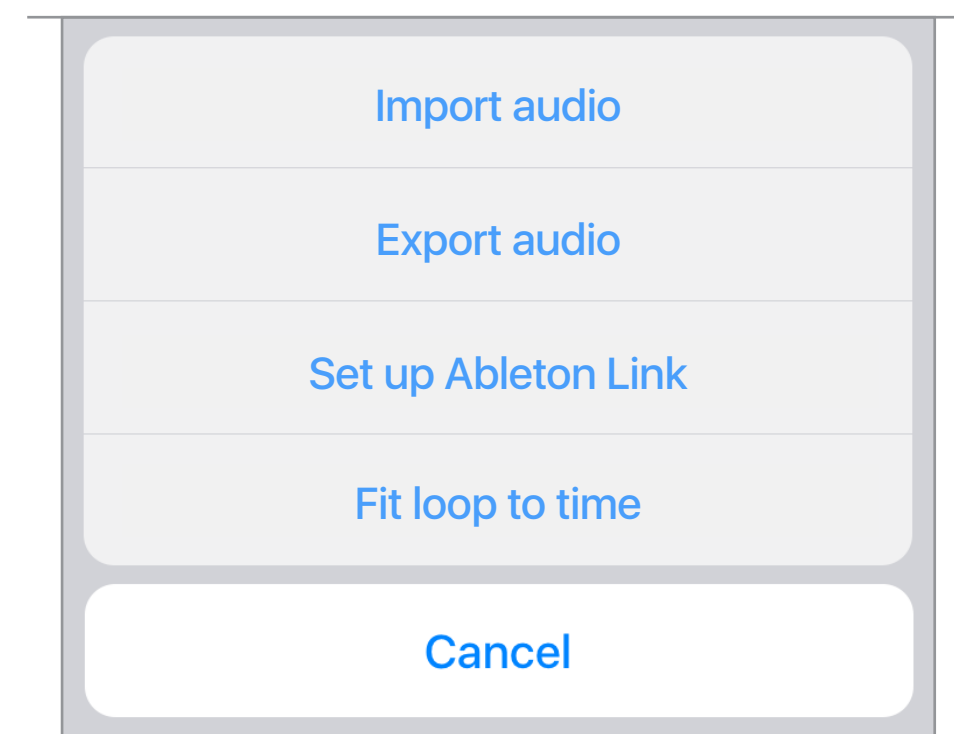 Import audio
Export audio
Set up Ableton Link
Fit loop to time
Cancel